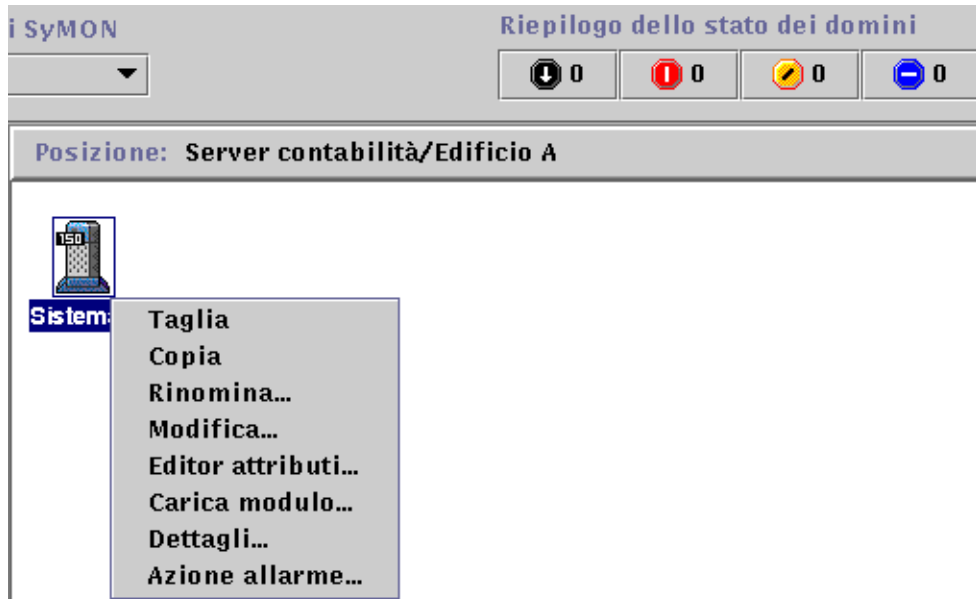 i SyMON
Riepilogo dello stato dei domini
0 0 0 0
Posizione: Server contabilità/Edificio A
150
Sistem
Taglia
Copia
Rinomina...
Modifica...
Editor attributi...
Carica modulo...
Dettagli...
Azione allarme...